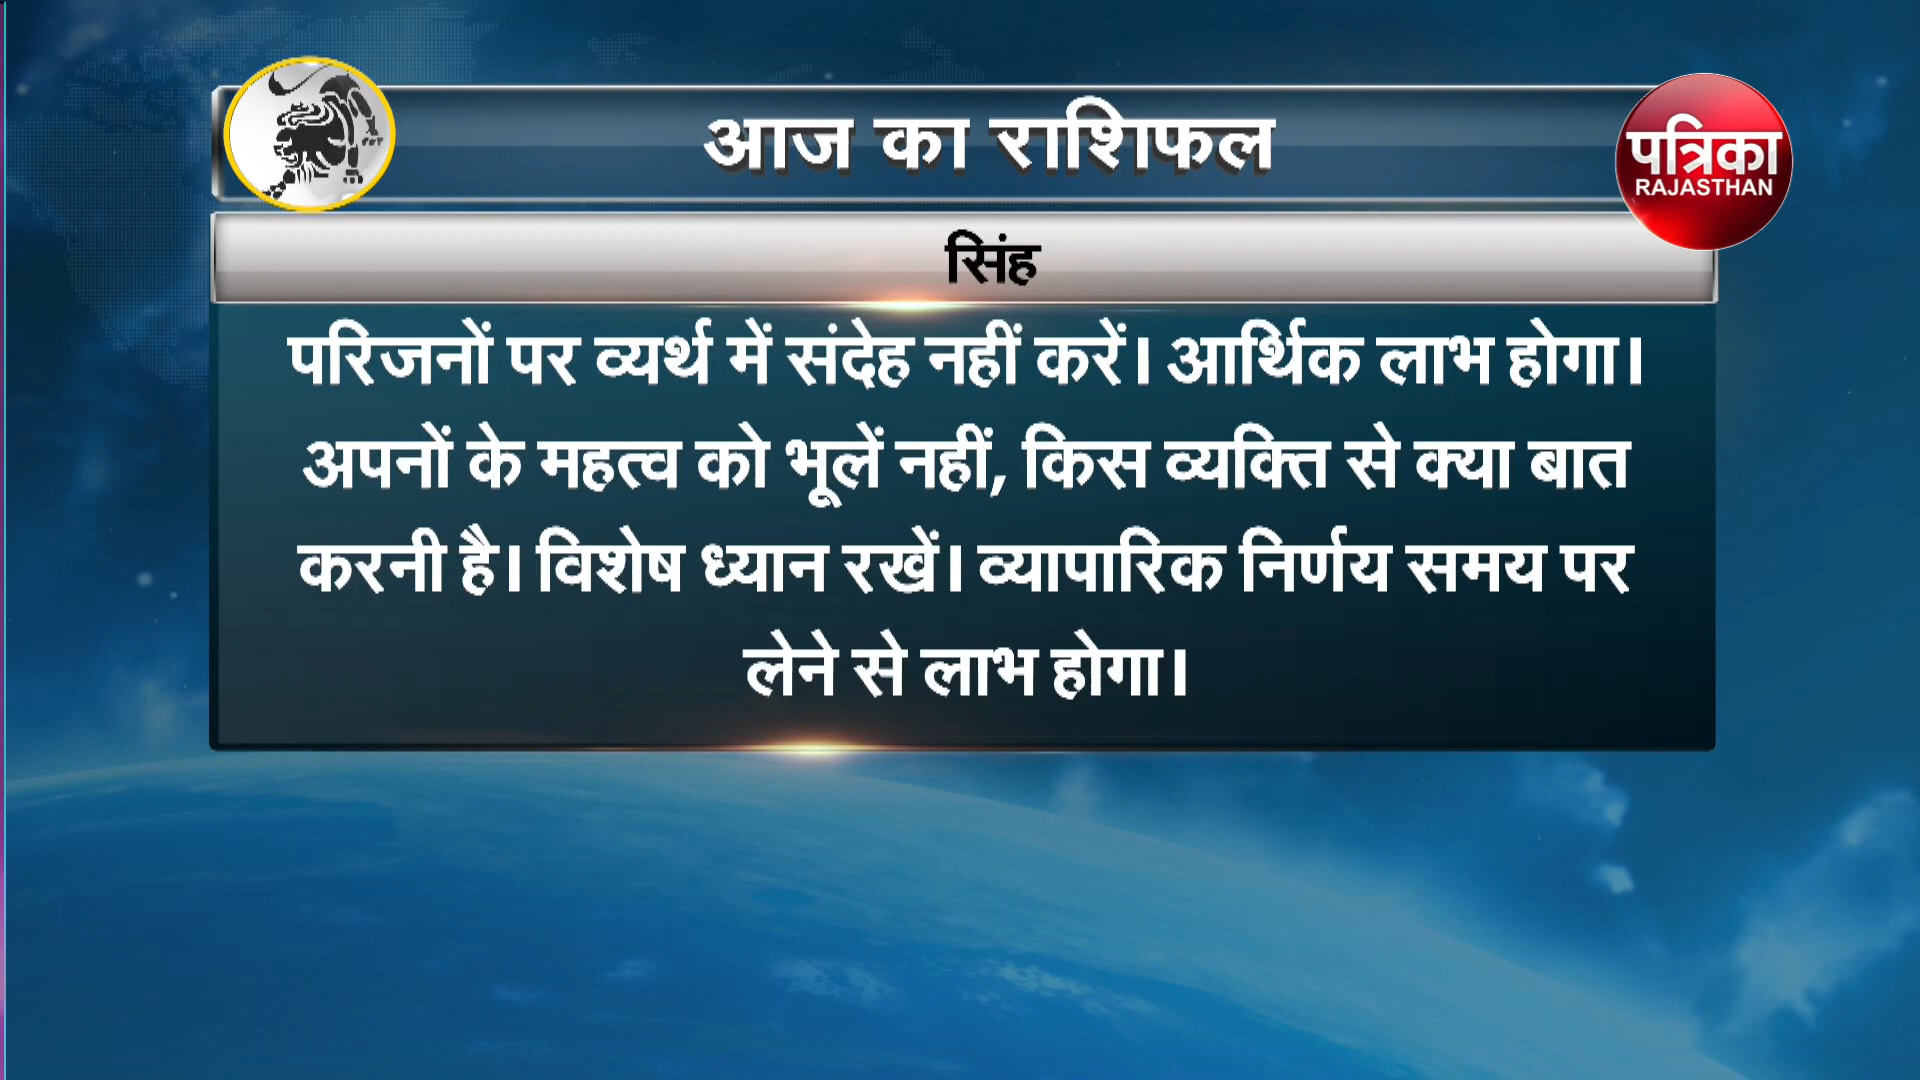 आज का राशिफल
पत्रिका
RAJASTHAN
सिंह
परिजनों पर व्यर्थ में संदेह नहीं करें। आर्थिक लाभ होगा।
अपनों के महत्व को भूलें नहीं, किस व्यक्ति से क्या बात
करनी है। विशेष ध्यान रखें। व्यापारिक निर्णय समय पर
लेने से लाभ होगा।